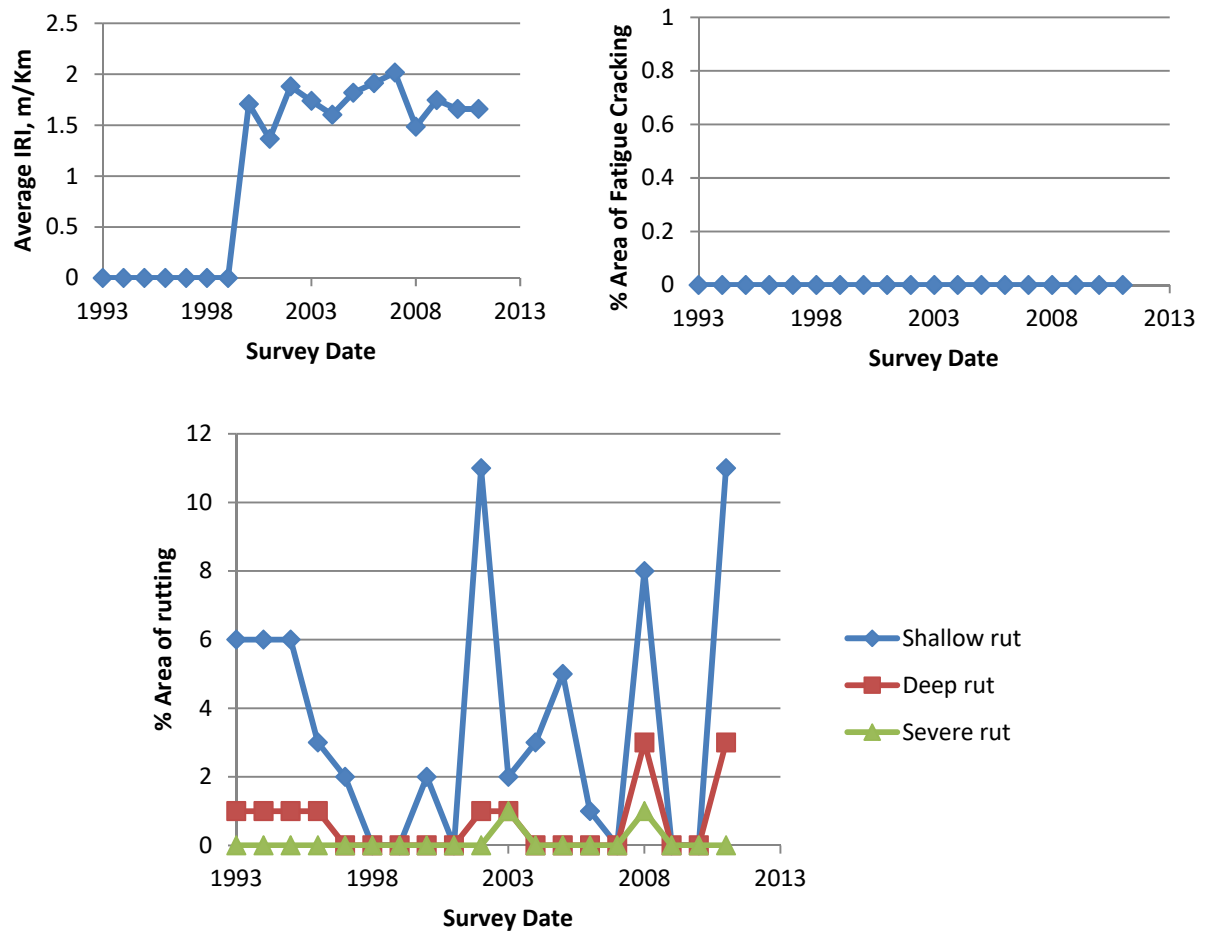 2.5
2
1.5
1
0.5
0
1993 1998 2003 2008 2013
Average IRI, m/Km
Survey Date
1
0.8
0.6
0.4
0.2
0
1993 1998 2003 2008 2013
% Area of Fatigue Cracking
Survey Date
12
10
8
6
4
2
0
1993 1998 2003 2008 2013
% Area of rutting
Survey Date
Shallow rut
Deep rut
Severe rut